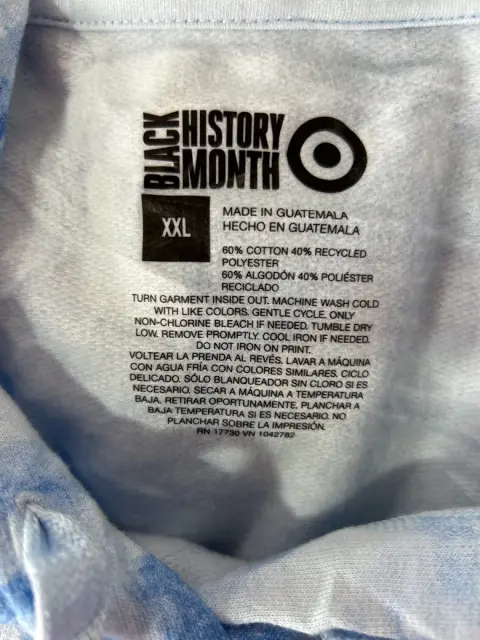 BLACK
HISTORY
MONTH
XXL
MADE IN GUATEMALA
HECHO EN GUATEMALA
60% COTTON 40% RECYCLED
POLYESTER
60% ALGODÓN 40% POLIÉSTER
RECICLADO
TURN GARMENT INSIDE OUT. MACHINE WASH COLD
WITH LIKE COLORS. GENTLE CYCLE. ONLY
NON-CHLORINE BLEACH IF NEEDED. TUMBLE DRY
LOW. REMOVE PROMPTLY. COOL IRON IF NEEDED.
DO NOT IRON ON PRINT.
VOLTEAR LA PRENDA AL REVÉS. LAVAR A MÁQUINA
CON AGUA FRÍA CON COLORES SIMILARES. CICLO
DELICADO. SÓLO BLANQUEADOR SIN CLORO SI ES
NECESARIO. SECAR A MÁQUINA A TEMPERATURA
BAJA. RETIRAR OPORTUNAMENTE. PLANCHAR A
BAJA TEMPERATURA SI ES NECESARIO. NO
PLANCHAR SOBRE LA IMPRESIÓN.
RN 17730 VN 1042782